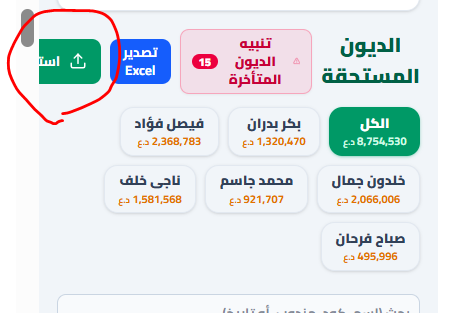 الديون
المستحقة
تنبيه
الديون
المتأخرة
15
تصدير
Excel
است
الكل
8,754,530 د.ع
بكر بدران
1,320,470 د.ع
فيصل فؤاد
2,368,783 د.ع
خلدون جمال
2,066,006 د.ع
محمد جاسم
921,707 د.ع
ناجي خلف
1,581,568 د.ع
صباح فرحان
495,996 د.ع